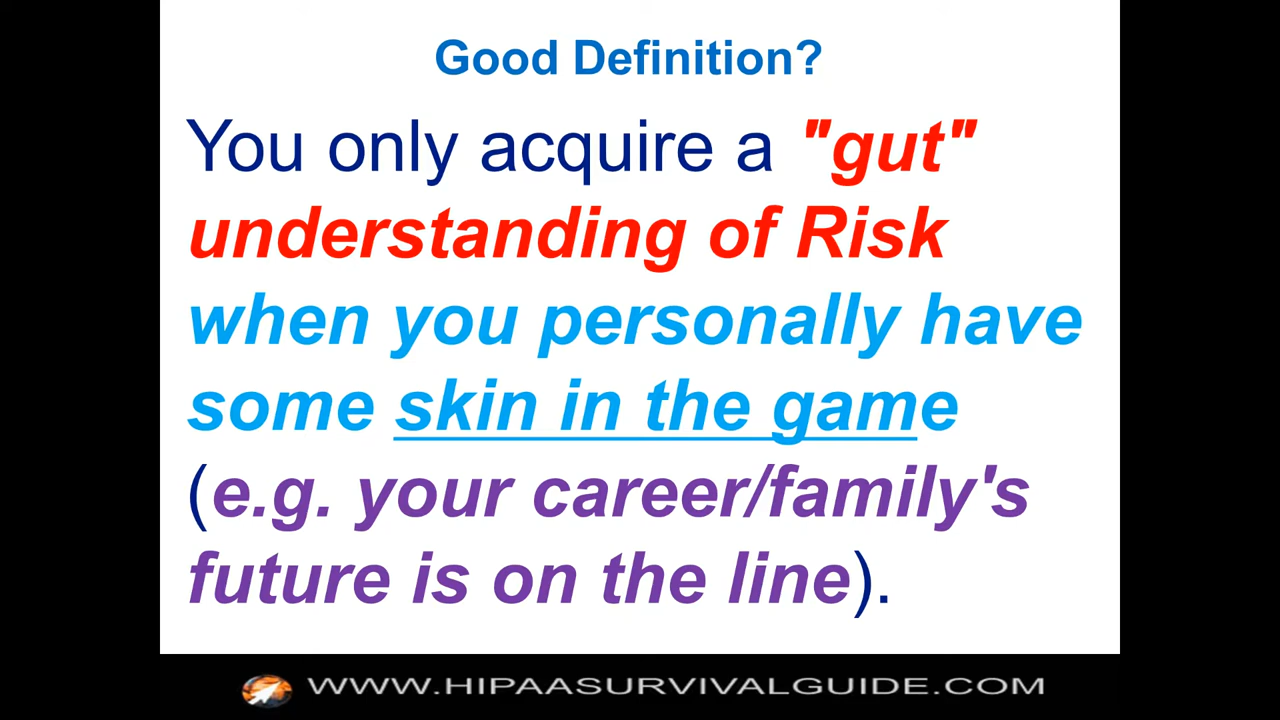 Good Definition?
You only acquire a "gut"
understanding of Risk
when you personally have
some skin in the game
(e.g. your career/family's
future is on the line).
WWW.HIPAASURVIVALGUIDE.COM